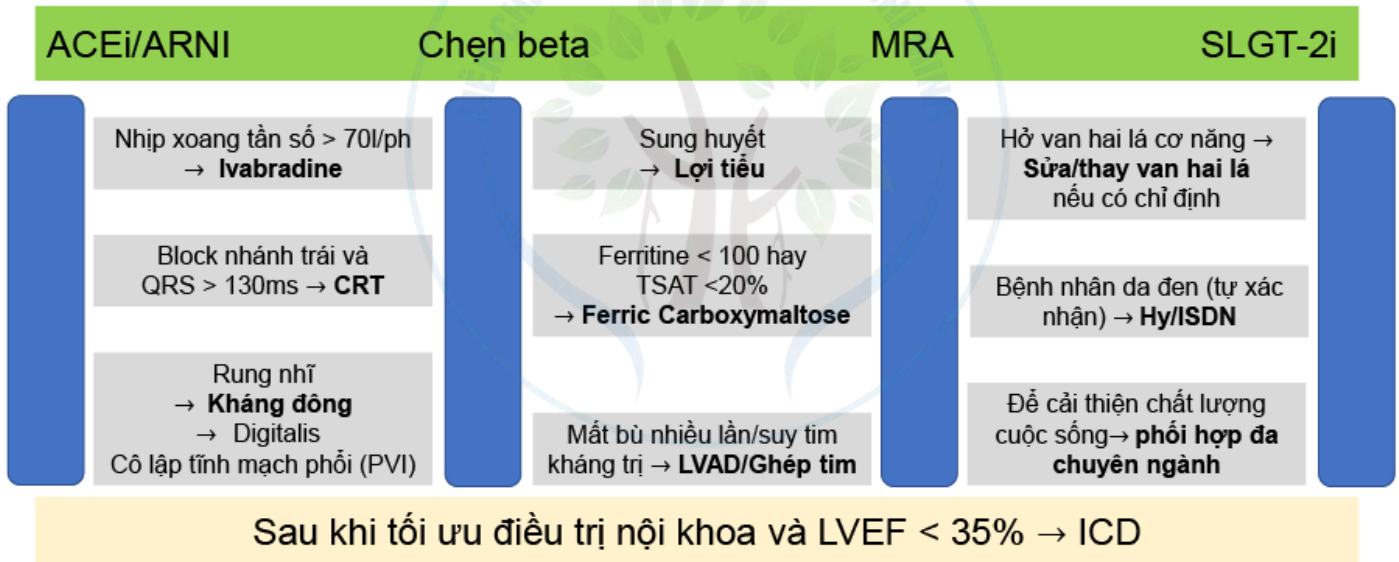 ACEi/ARNI Chẹn beta MRA SLGT-2i
Nhịp xoang tần số > 70l/ph
→ Ivabradine
Block nhánh trái và
QRS > 130ms → CRT
Rung nhĩ
→ Kháng đông
→ Digitalis
Cô lập tĩnh mạch phổi (PVI)
Sung huyết
→ Lợi tiểu
Ferritine < 100 hay
TSAT <20%
→ Ferric Carboxymaltose
Mất bù nhiều lần/suy tim
kháng trị → LVAD/Ghép tim
Hở van hai lá cơ năng →
Sửa/thay van hai lá
nếu có chỉ định
Bệnh nhân da đen (tự xác
nhận) → Hy/ISDN
Để cải thiện chất lượng
cuộc sống→ phối hợp đa
chuyên ngành
Sau khi tối ưu điều trị nội khoa và LVEF < 35% → ICD